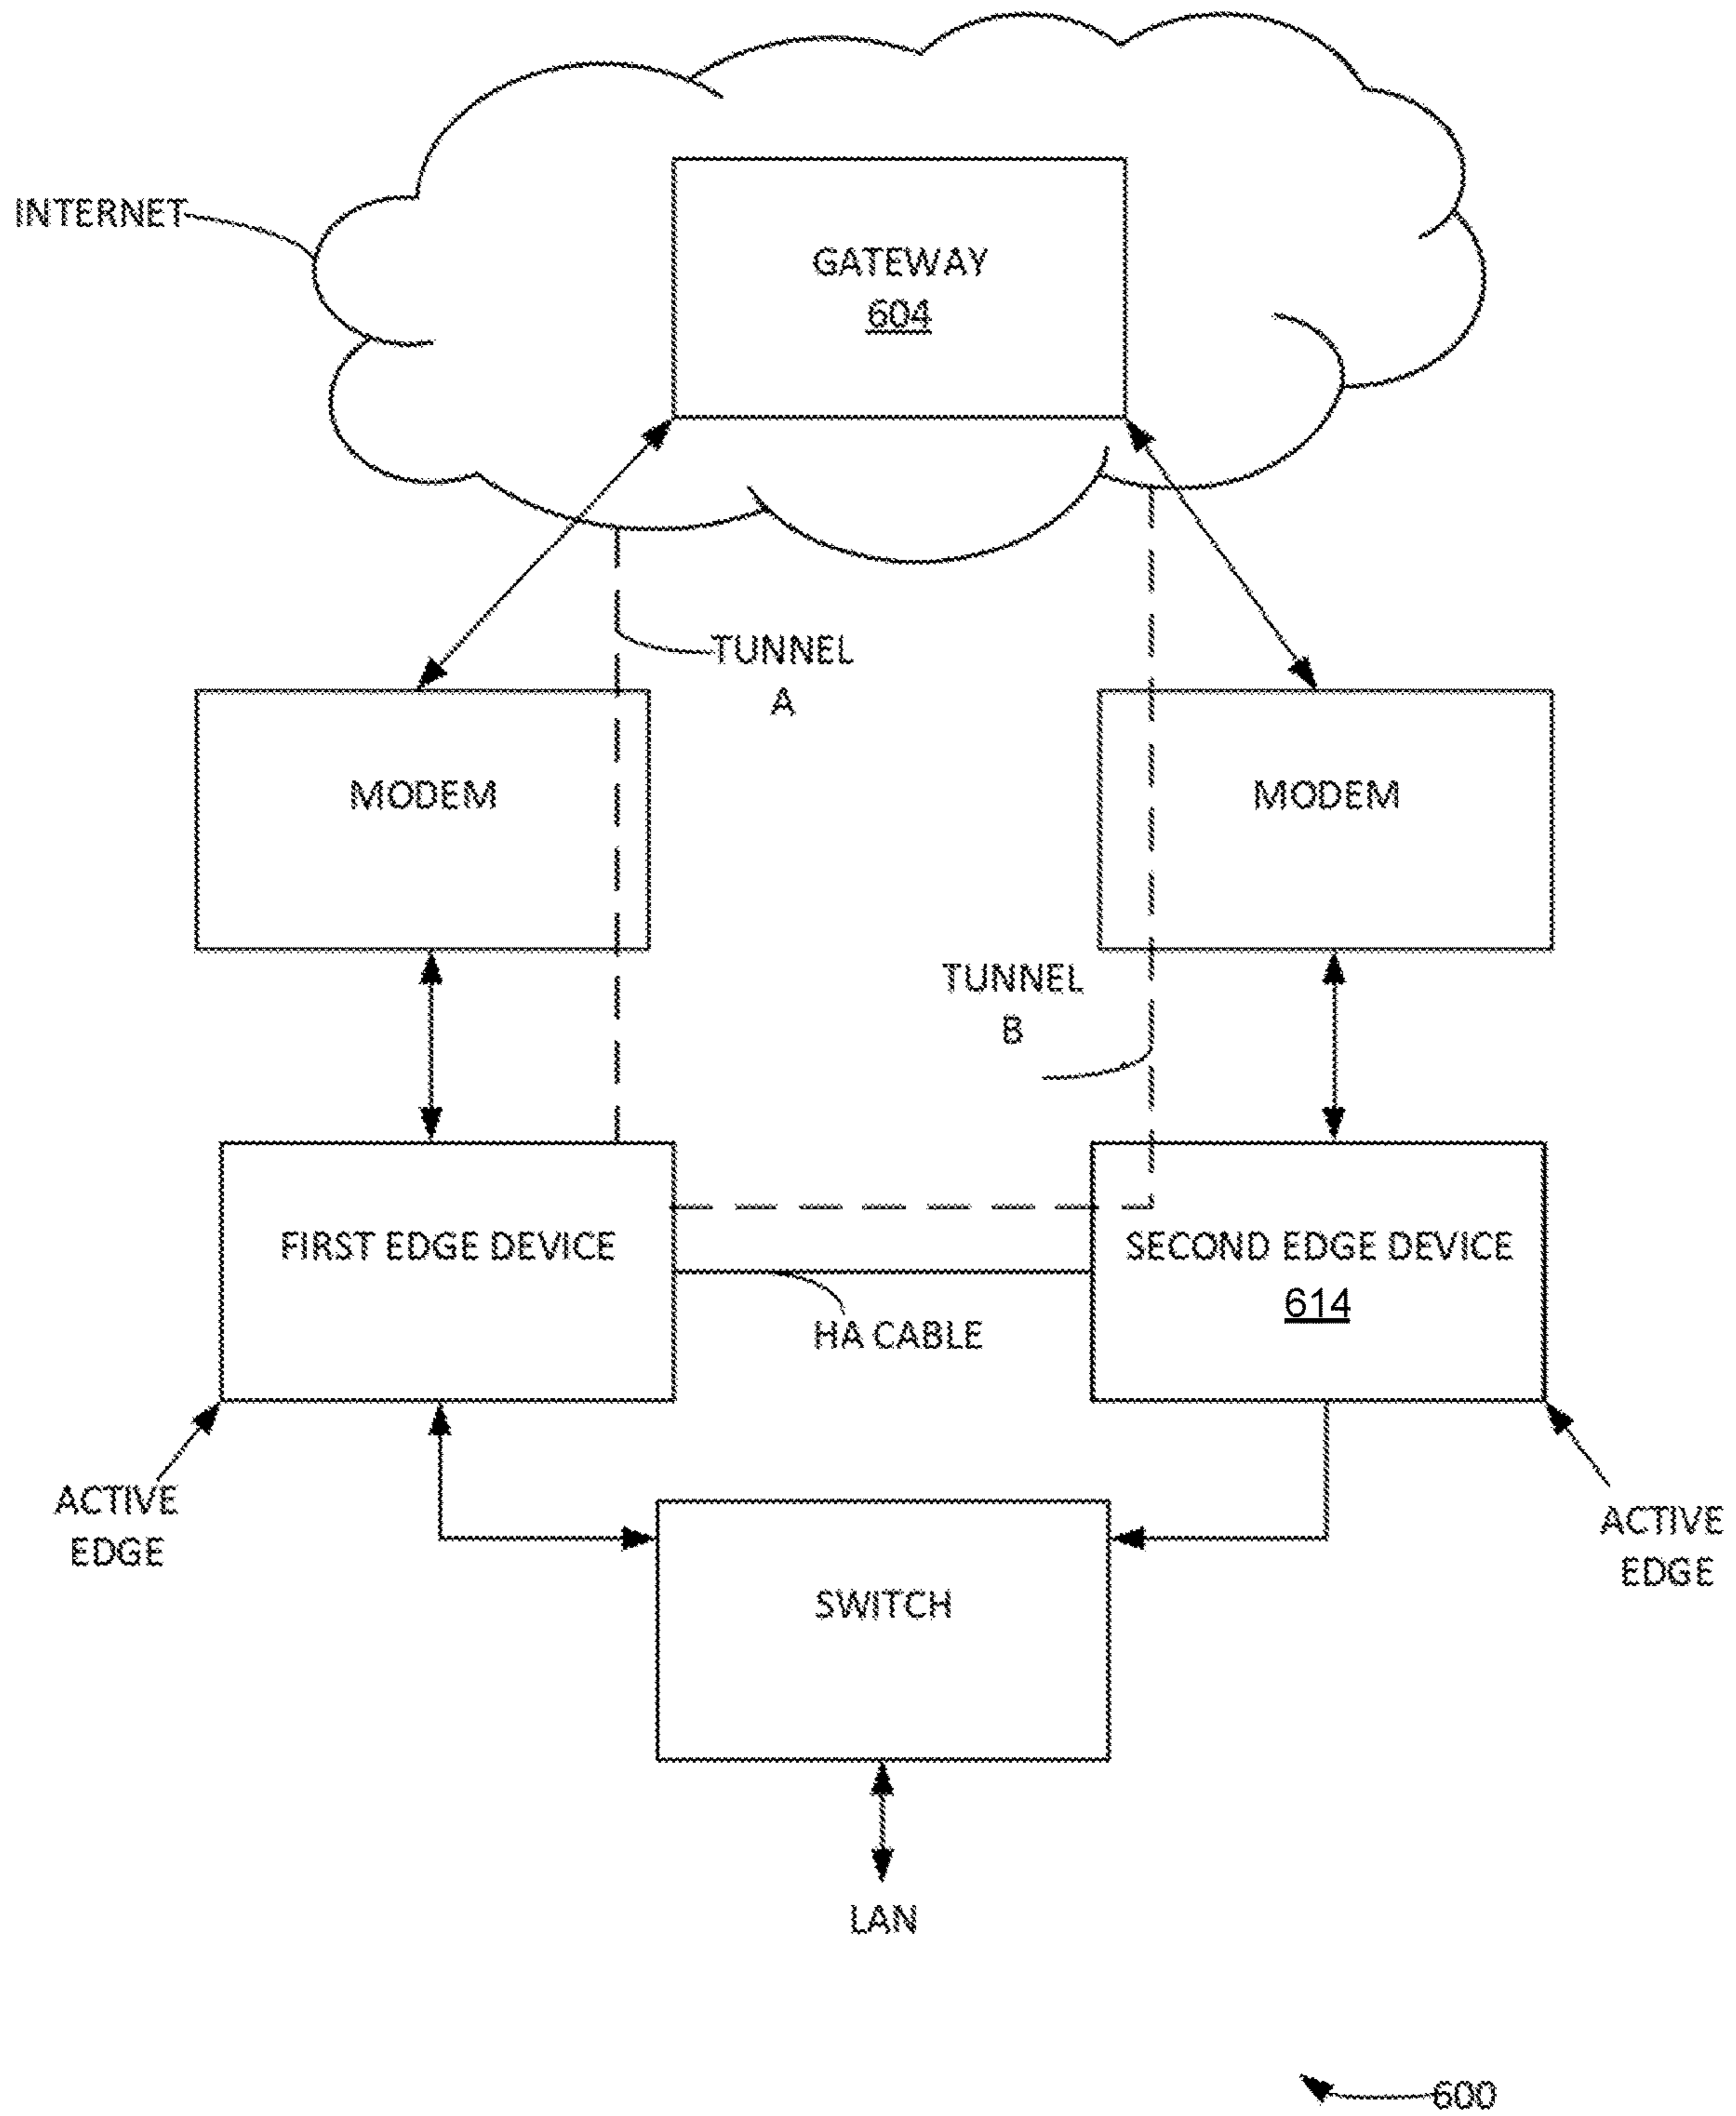 INTERNET
GATEWAY
604
TUNNEL
A
MODEM
MODEM
TUNNEL
B
FIRST EDGE DEVICE
SECOND EDGE DEVICE
614
HA CABLE
ACTIVE
EDGE
ACTIVE
EDGE
SWITCH
LAN
600